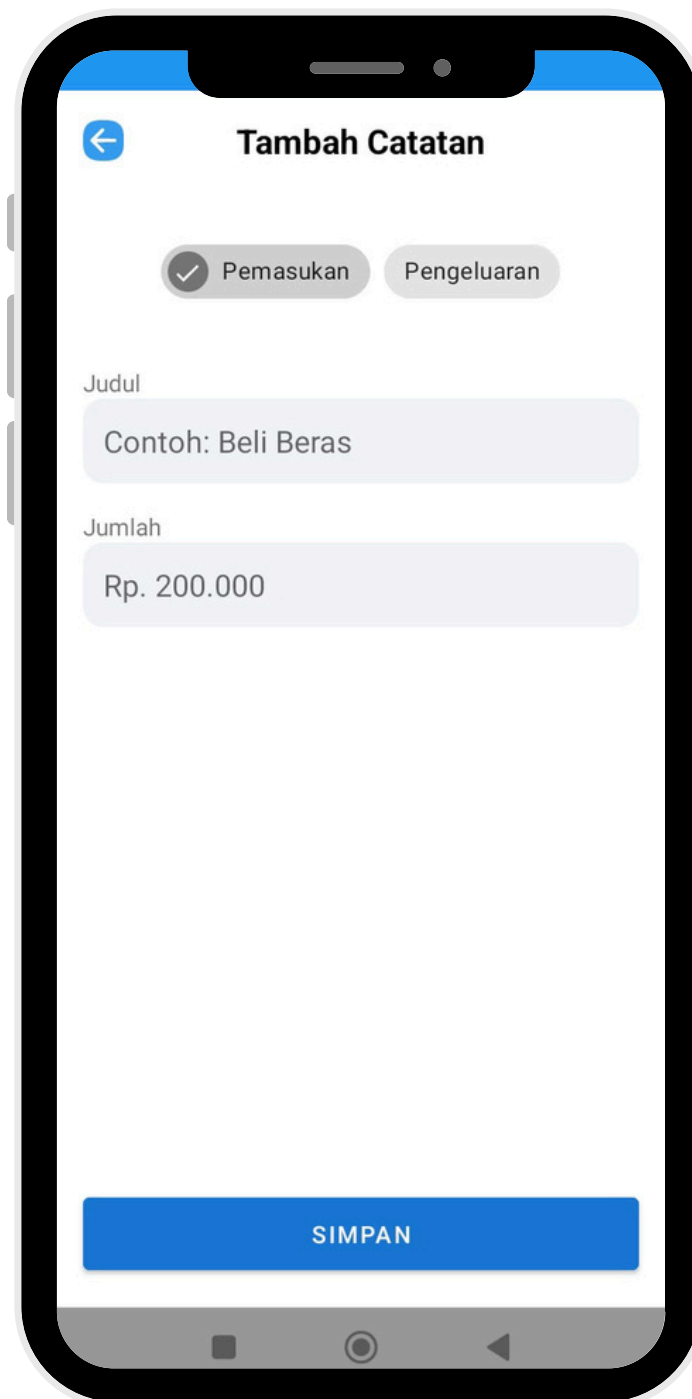 Tambah Catatan
Pemasukan Pengeluaran
Judul
Contoh: Beli Beras
Jumlah
Rp. 200.000
SIMPAN